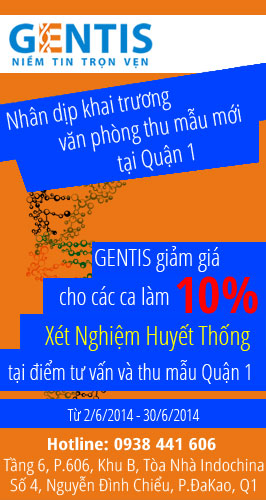 GENTIS
NIỀM TIN TRỌN VẸN
Nhân dịp khai trương
văn phòng thu mẫu mới
tại Quận 1
GENTIS giảm giá
cho các ca làm 10%
Xét Nghiệm Huyết Thống
tại điểm tư vấn và thu mẫu Quận 1
Từ 2/6/2014 - 30/6/2014
Hotline: 0938 441 606
Tầng 6, P.606, Khu B, Tòa Nhà Indochina
Số 4, Nguyễn Đình Chiểu, P.ĐaKao, Q1